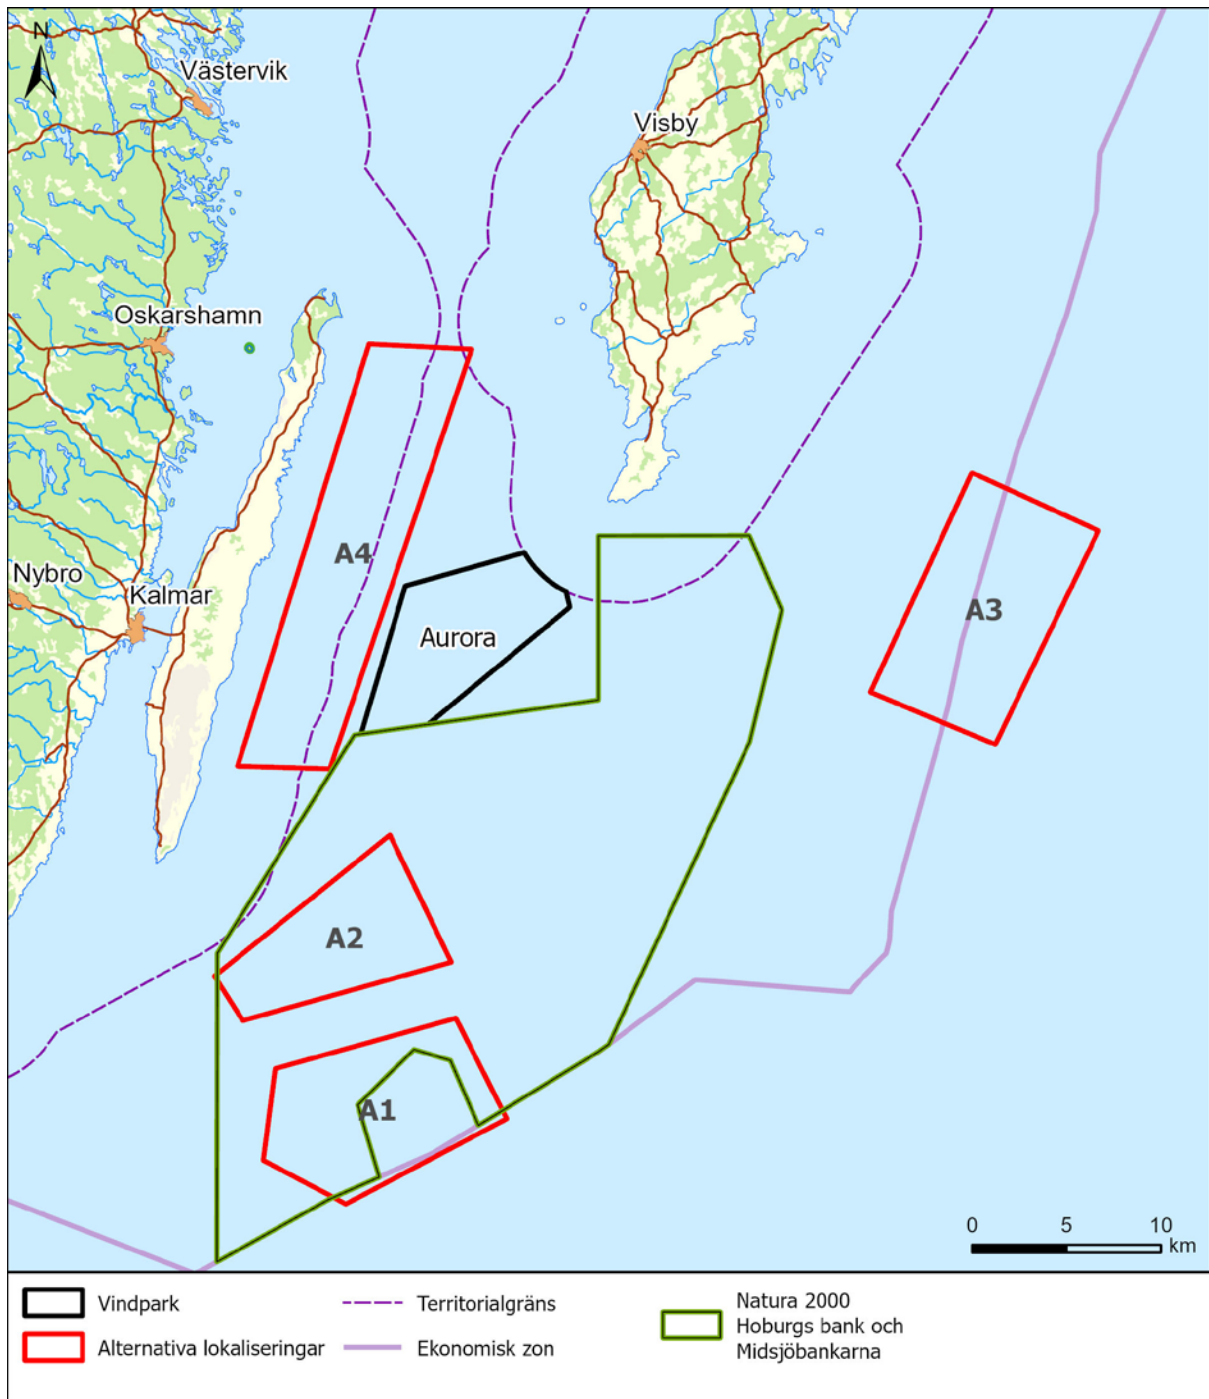 N
Västervik
Visby
Oskarshamn
A4
Nybro
Kalmar
Aurora
A3
A2
A1
0 5 10
km
Vindpark
Territorialgräns
Natura 2000
Hoburgs bank och
Midsjöbankarna
Alternativa lokaliseringar
Ekonomisk zon